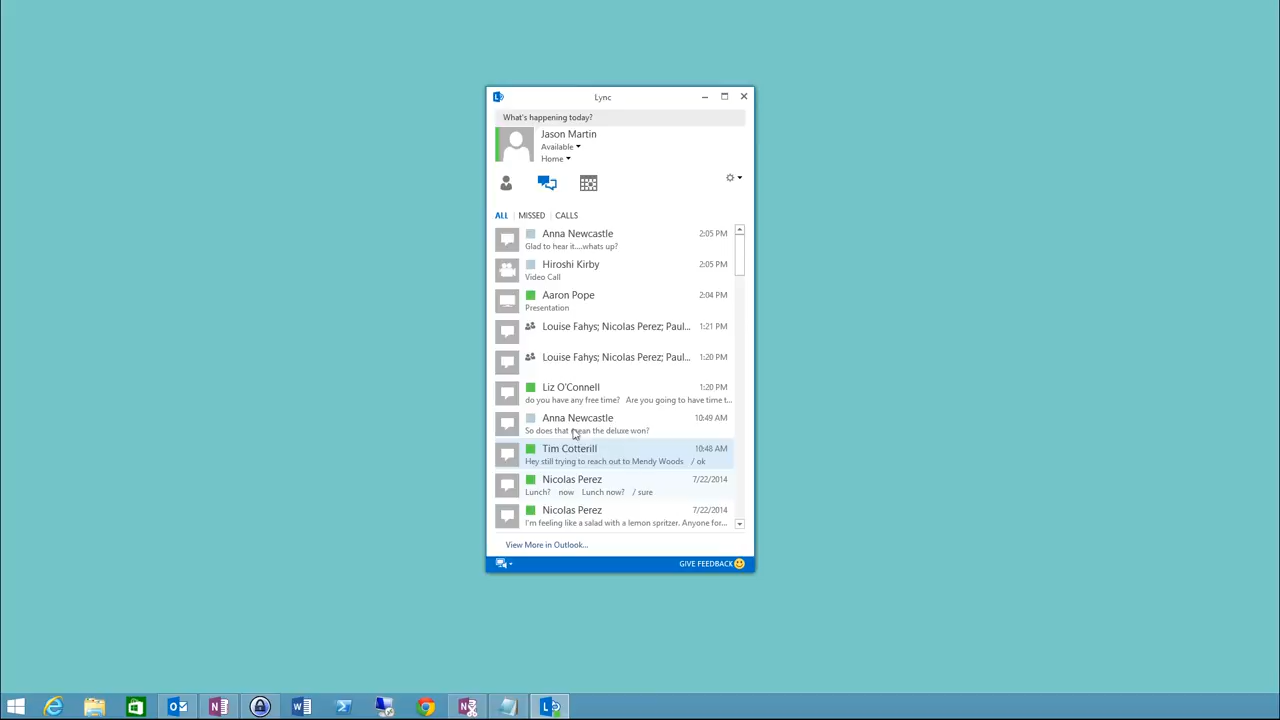 Lync
What's happening today?
Jason Martin
Available
Home
ALL MISSED CALLS
Anna Newcastle 2:05 PM
Glad to hear it....whats up?
Hiroshi Kirby 2:05 PM
Video Call
Aaron Pope 2:04 PM
Presentation
Louise Fahys; Nicolas Perez; Paul... 1:21 PM
Louise Fahys; Nicolas Perez; Paul... 1:20 PM
Liz O'Connell 1:20 PM
do you have any free time? Are you going to have time t...
Anna Newcastle 10:49 AM
So does that mean the deluxe won?
Tim Cotterill 10:48 AM
Hey still trying to reach out to Mendy Woods / ok
Nicolas Perez 7/22/2014
Lunch? now Lunch now? / sure
Nicolas Perez 7/22/2014
I'm feeling like a salad with a lemon spritzer. Anyone for...
View More in Outlook...
GIVE FEEDBACK